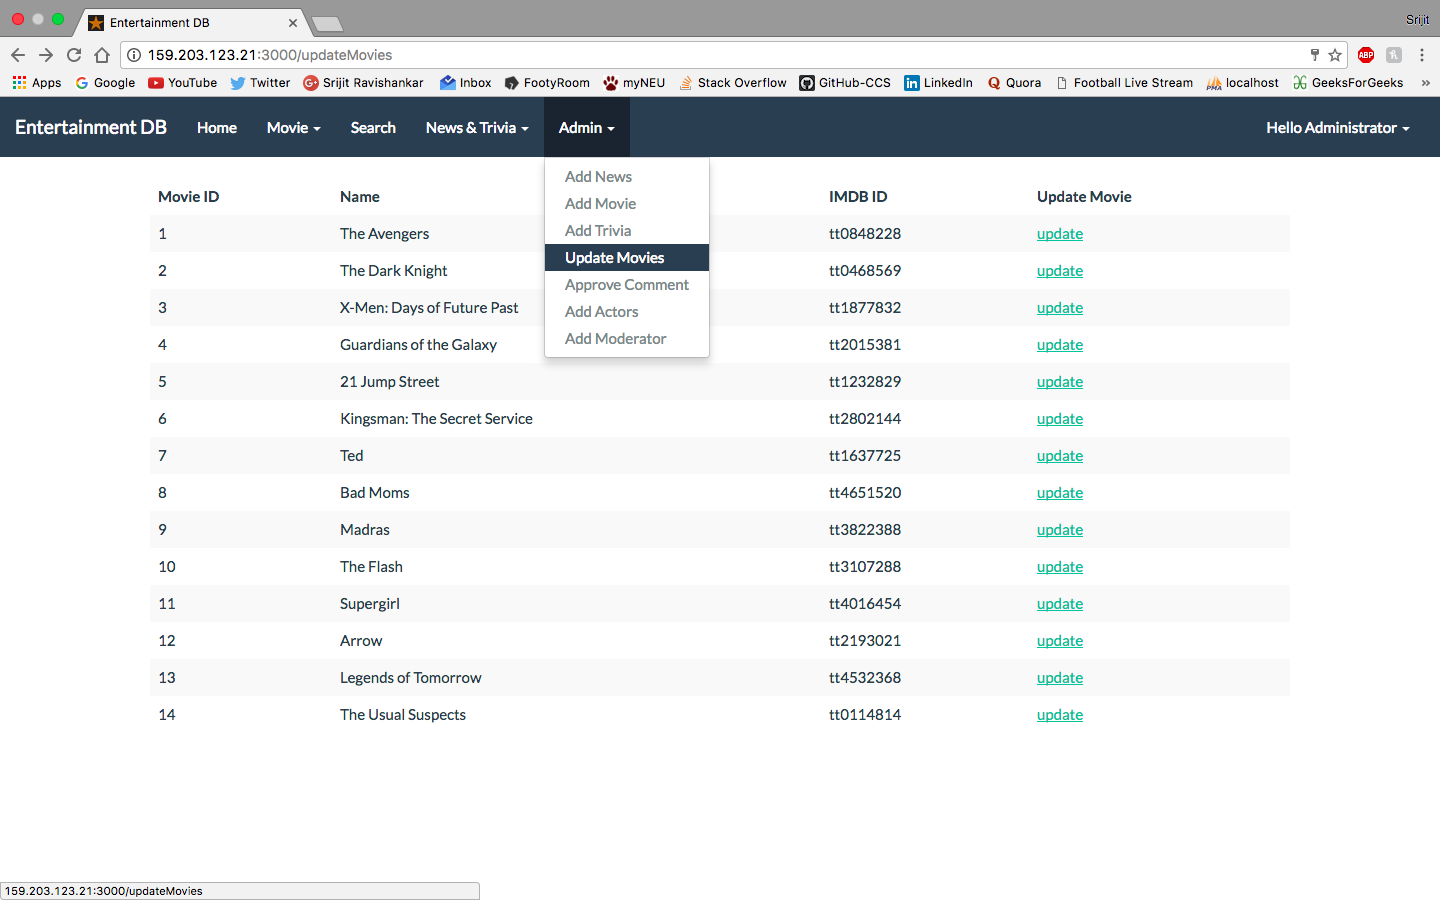 Entertainment DB
Srijit
159.203.123.21:3000/updateMovies
ABP
Apps Google YouTube Twitter Srijit Ravishankar Inbox FootyRoom myNEU Stack Overflow GitHub-CCS LinkedIn Quora Football Live Stream localhost GeeksForGeeks »
Entertainment DB Home Movie Search News & Trivia Admin Hello Administrator
Add News
Add Movie
Add Trivia
Update Movies
Approve Comment
Add Actors
Add Moderator
Movie ID Name IMDB ID Update Movie
1 The Avengers tt0848228 update
2 The Dark Knight tt0468569 update
3 X-Men: Days of Future Past tt1877832 update
4 Guardians of the Galaxy tt2015381 update
5 21 Jump Street tt1232829 update
6 Kingsman: The Secret Service tt2802144 update
7 Ted tt1637725 update
8 Bad Moms tt4651520 update
9 Madras tt3822388 update
10 The Flash tt3107288 update
11 Supergirl tt4016454 update
12 Arrow tt2193021 update
13 Legends of Tomorrow tt4532368 update
14 The Usual Suspects tt0114814 update
159.203.123.21:3000/updateMovies